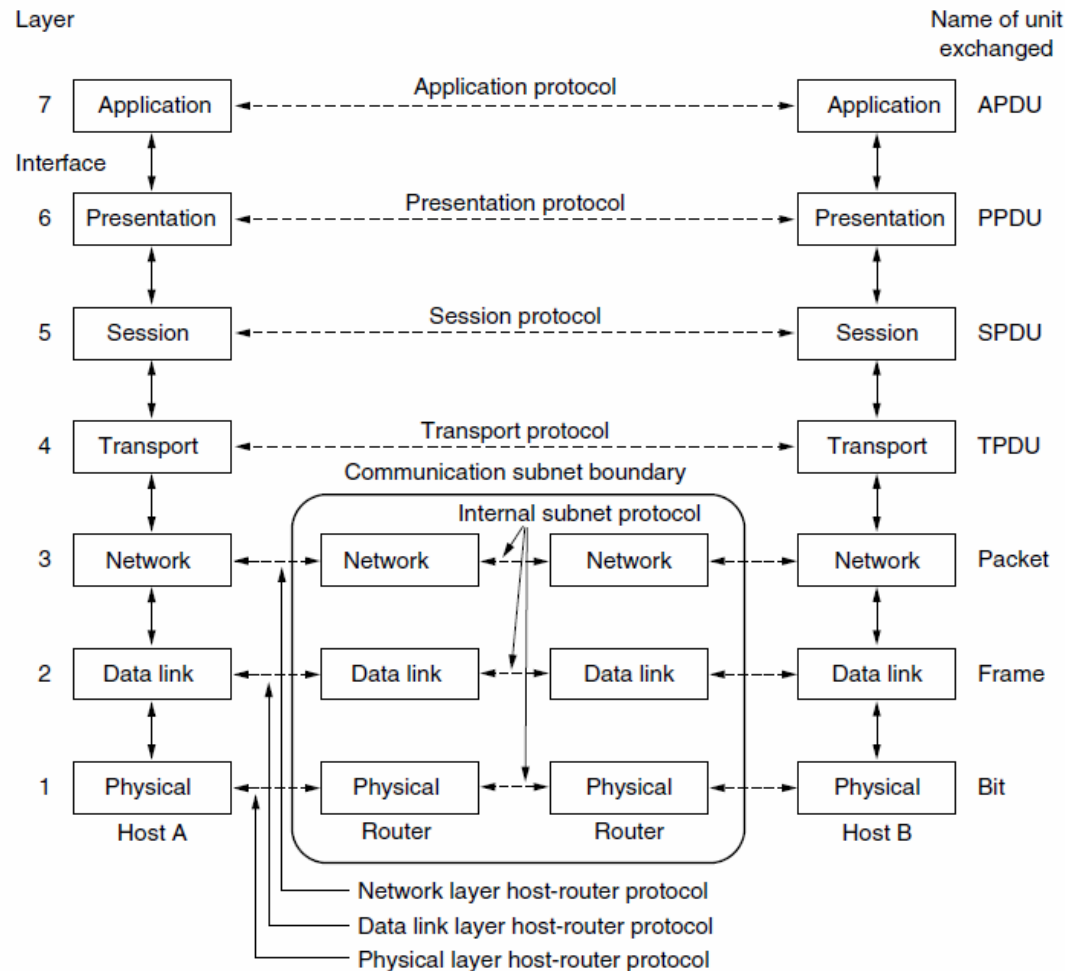 Layer
Name of unit
exchanged
7 Application Application protocol Application APDU
Interface
6 Presentation Presentation protocol Presentation PPDU
5 Session Session protocol Session SPDU
4 Transport Transport protocol Transport TPDU
Communication subnet boundary
Internal subnet protocol
3 Network Network Network Network Packet
2 Data link Data link Data link Data link Frame
1 Physical Physical Physical Physical Bit
Host A Router Router Host B
Network layer host-router protocol
Data link layer host-router protocol
Physical layer host-router protocol